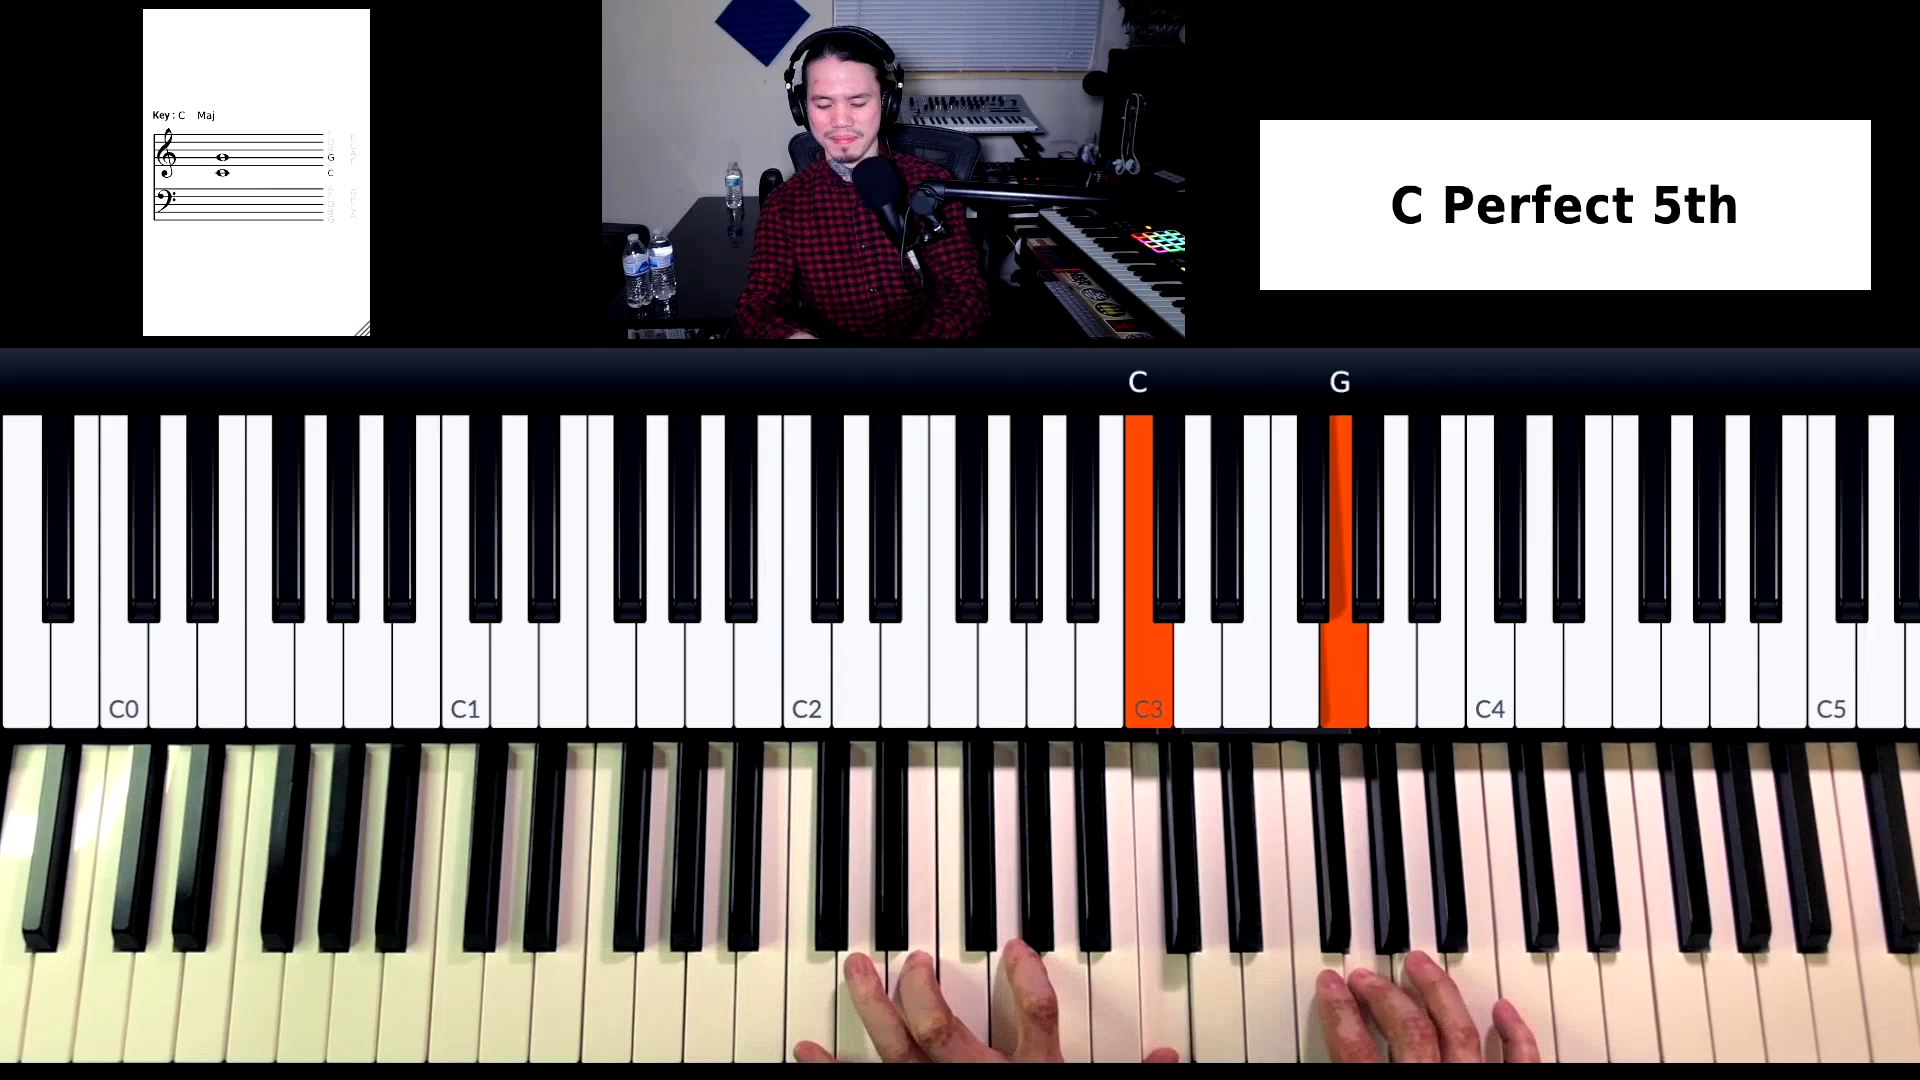 Key : C Maj
G
C
C Perfect 5th
C G
C0 C1 C2 C3 C4 C5